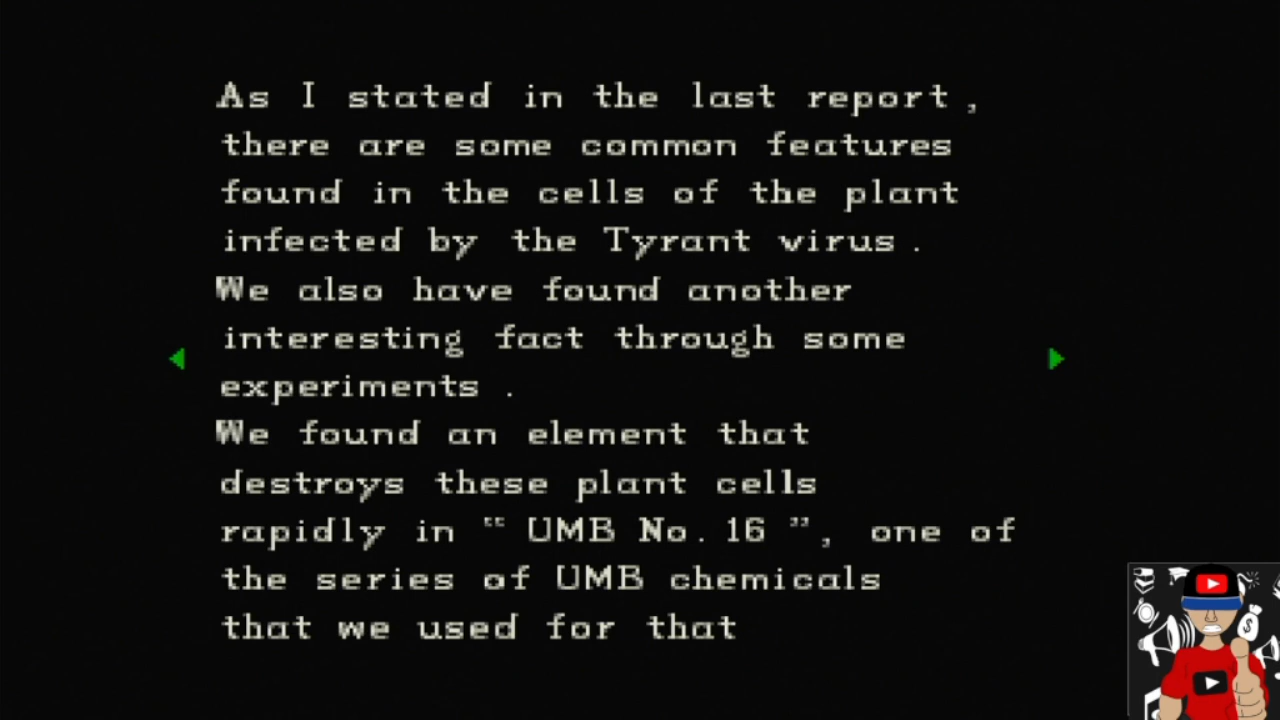 As I stated in the last report,
there are some common features
found in the cells of the plant
infected by the Tyrant virus.
We also have found another
interesting fact through some
experiments.
We found an element that
destroys these plant cells
rapidly in “UMB No.16”, one of
the series of UMB chemicals
that we used for that
$